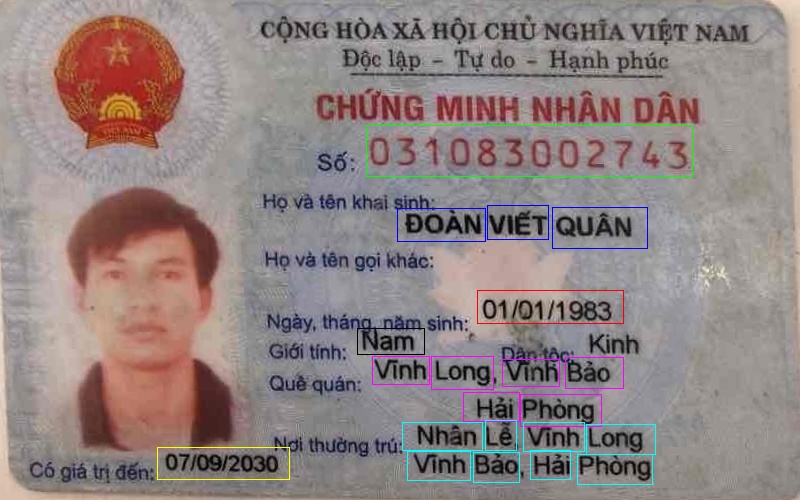 CỘNG HÒA XÃ HỘI CHỦ NGHĨA VIỆT NAM
Độc lập - Tự do - Hạnh phúc
CHỨNG MINH NHÂN DÂN
Số: 031083002743
Họ và tên khai sinh:
ĐOÀN VIẾT QUÂN
Họ và tên gọi khác:
Ngày, tháng, năm sinh: 01/01/1983
Giới tính: Nam Dân tộc: Kinh
Quê quán: Vĩnh Long, Vĩnh Bảo
Hải Phòng
Nơi thường trú: Nhân Lễ, Vĩnh Long
Vĩnh Bảo, Hải Phòng
Có giá trị đến: 07/09/2030